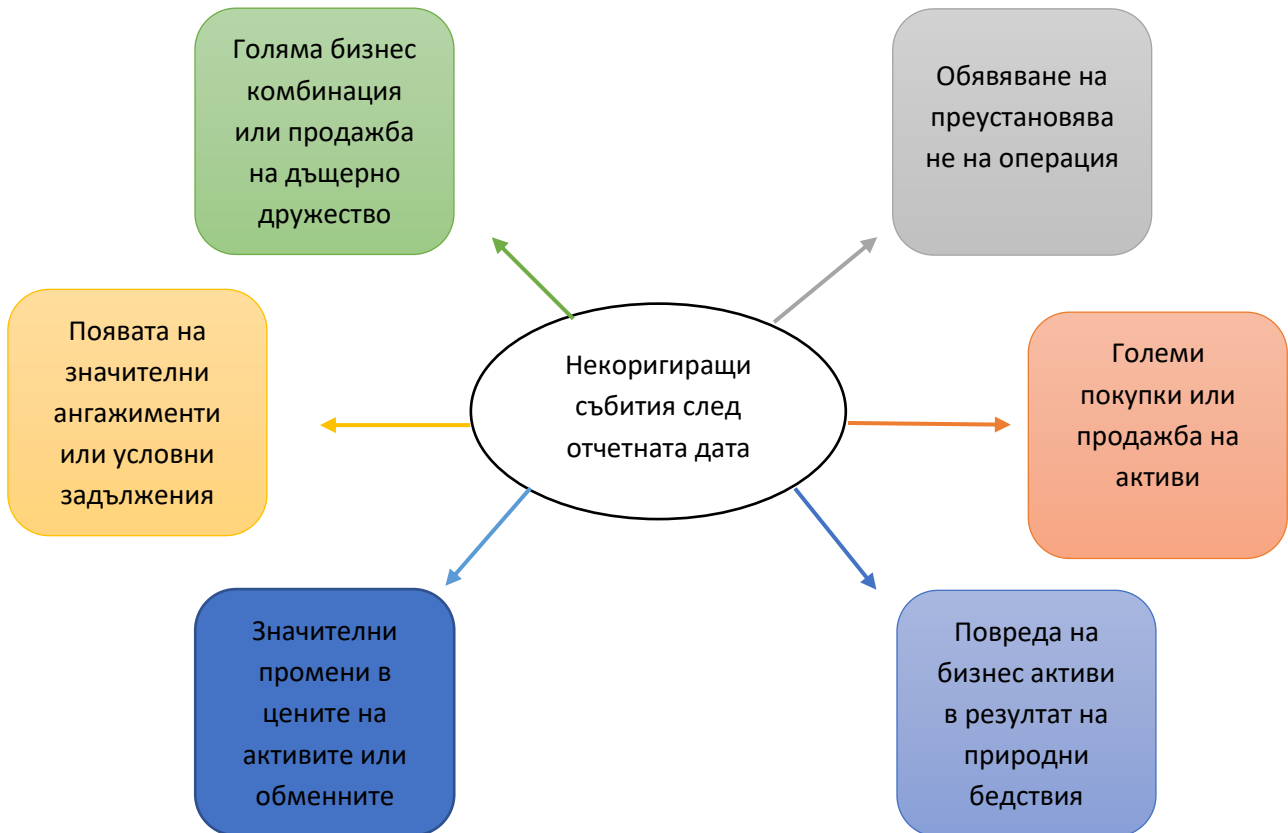 Голяма бизнес
комбинация
или продажба
на дъщерно
дружество
Обявяване на
преустановява
не на операция
Появата на
значителни
ангажименти
или условни
задължения
Некоригиращи
събития след
отчетната дата
Големи
покупки или
продажба на
активи
Значителни
промени в
цените на
активите или
обменните
Повреда на
бизнес активи
в резултат на
природни
бедствия